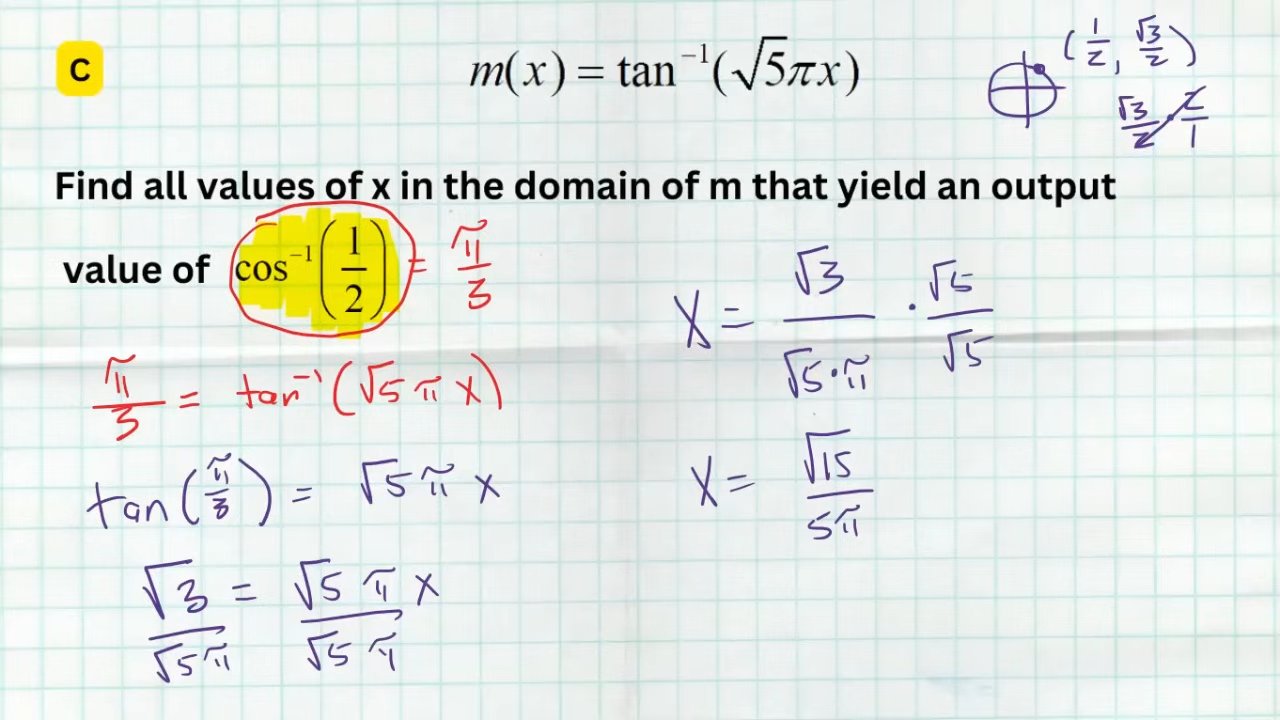 C
m(x) = tan⁻¹(√5πx)
(1/2, √3/2)
√3/2 · 2/1
Find all values of x in the domain of m that yield an output
value of cos⁻¹(1/2) = π/3
π/3 = tan⁻¹(√5 π x)
tan(π/3) = √5 π x
√3/√5π = √5 π x/√5 π
x = √3/√5·π · √5/√5
x = √15/5π